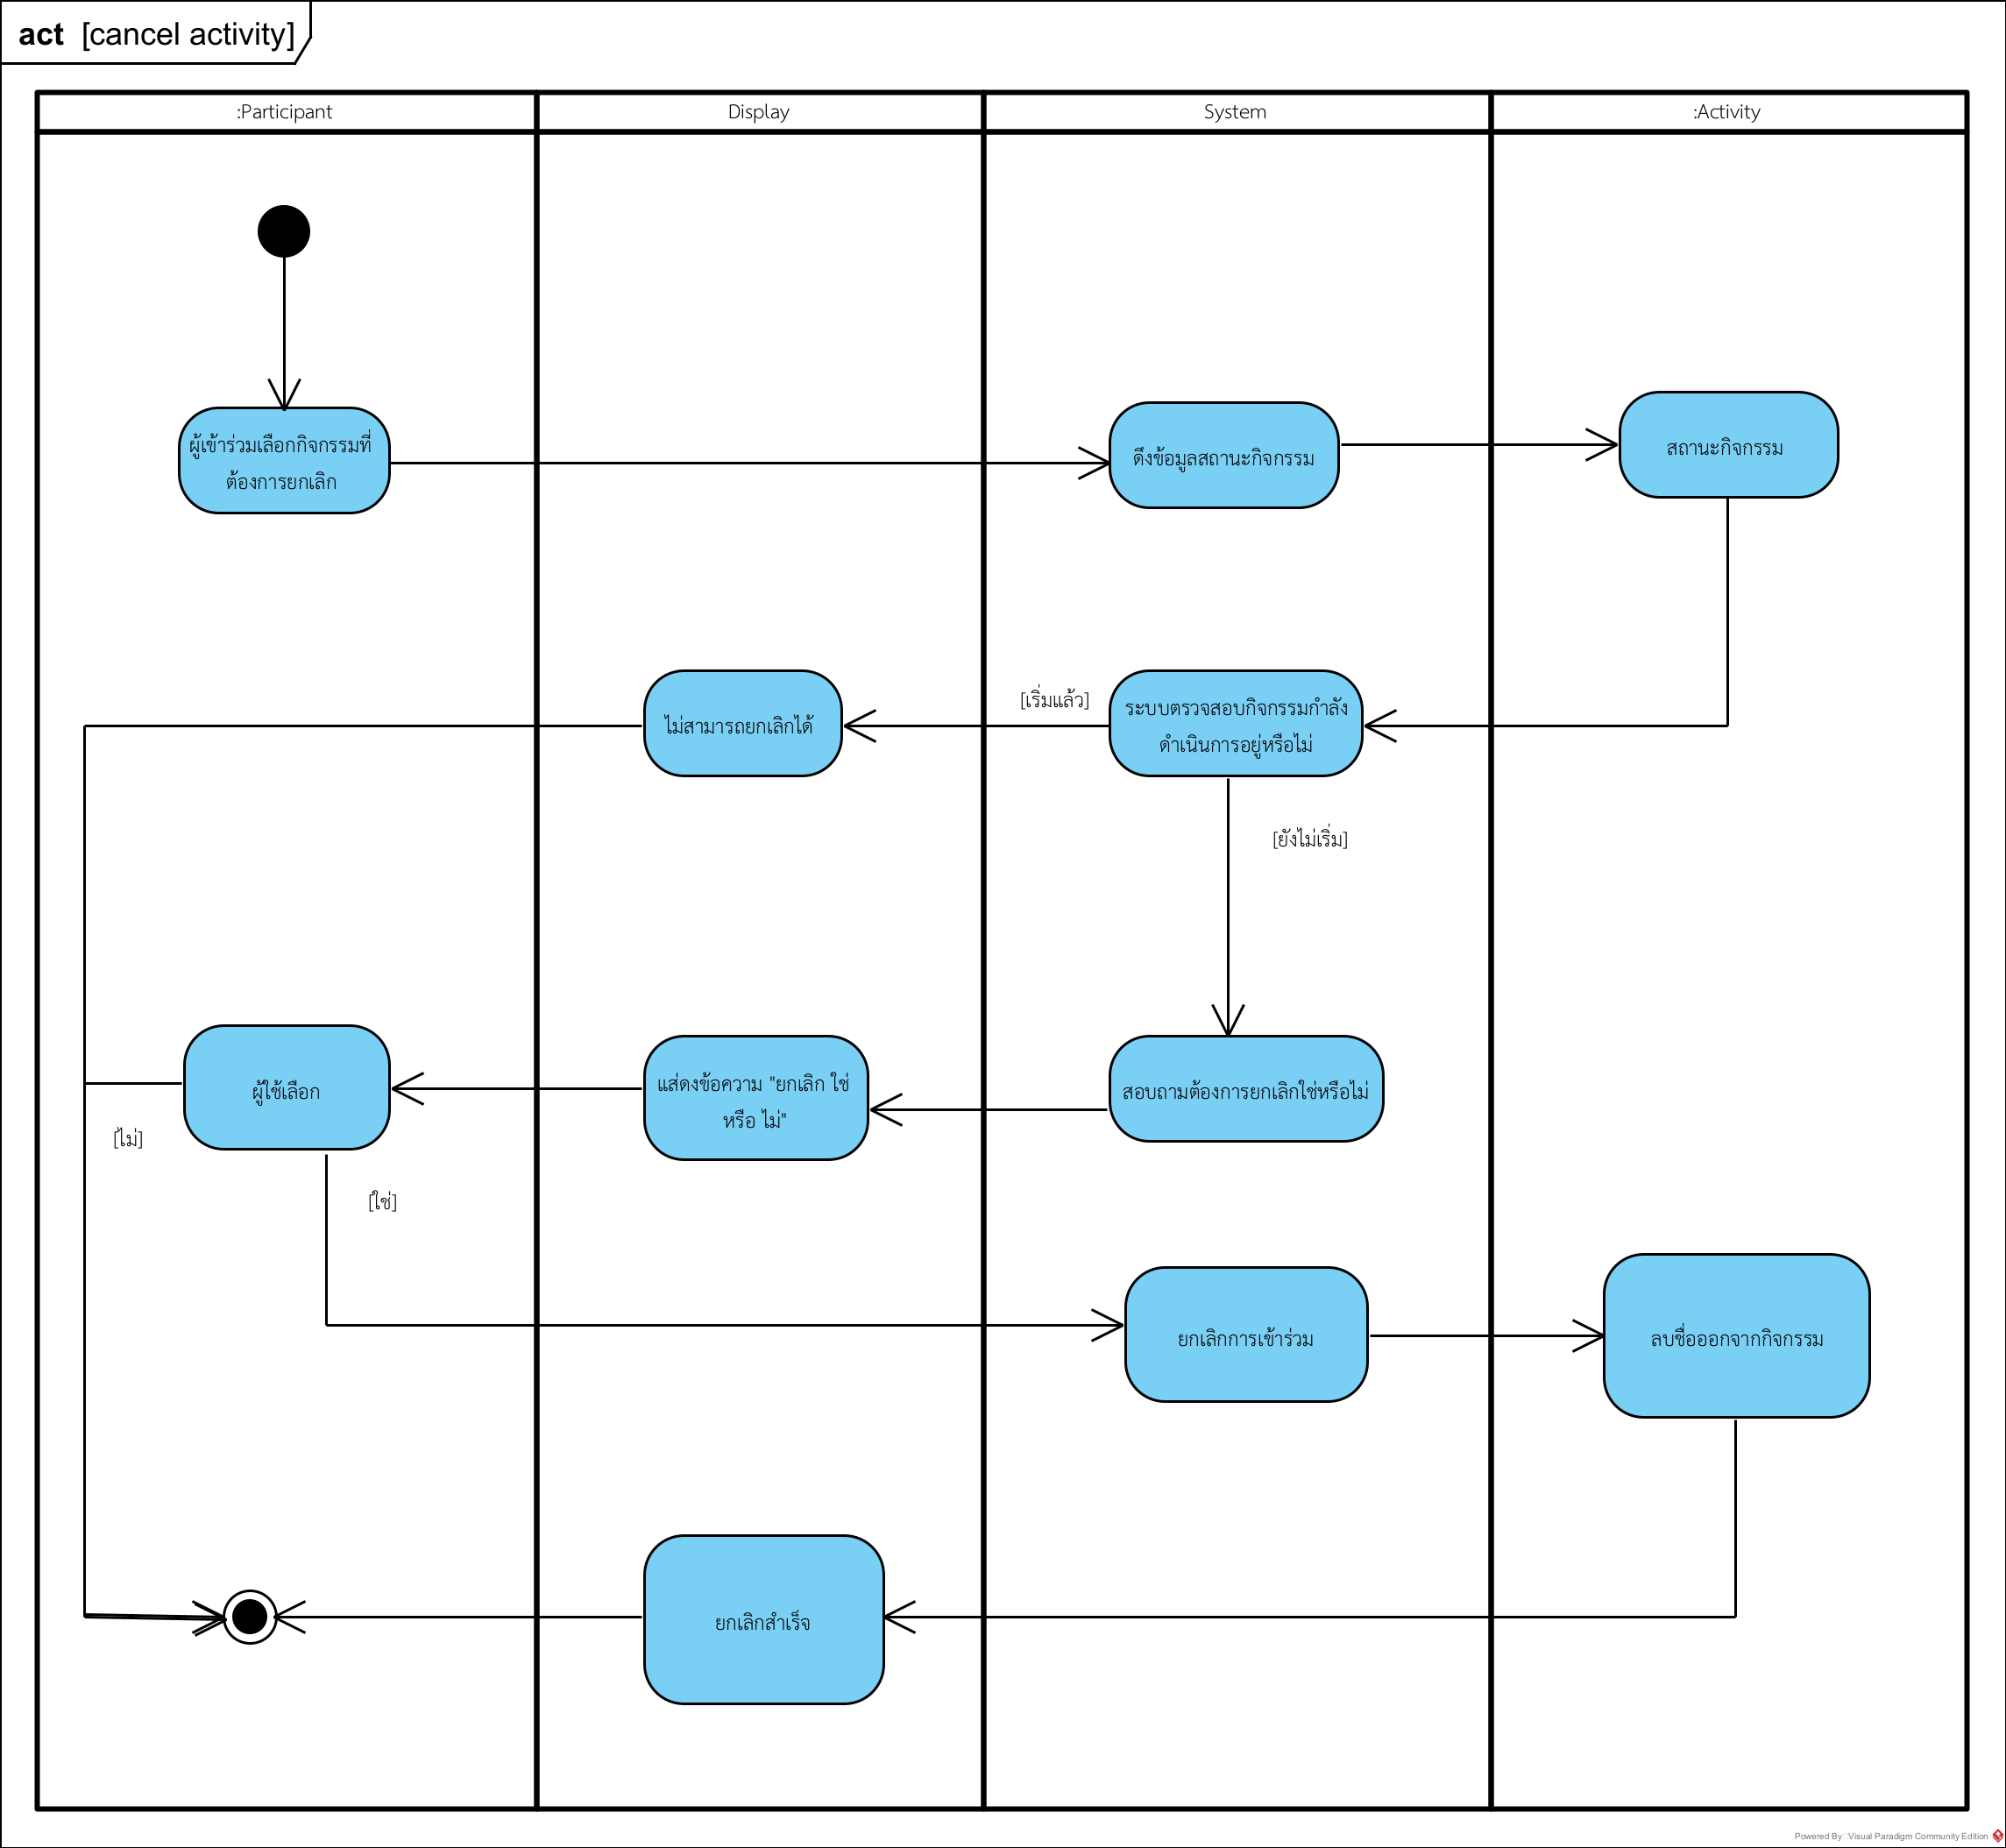 act [cancel activity]
:Participant
Display
System
:Activity
ผู้เข้าร่วมเลือกกิจกรรมที่
ต้องการยกเลิก
ดึงข้อมูลสถานะกิจกรรม
สถานะกิจกรรม
ไม่สามารถยกเลิกได้
[เริ่มแล้ว]
ระบบตรวจสอบกิจกรรมกำลัง
ดำเนินการอยู่หรือไม่
[ยังไม่เริ่ม]
ผู้ใช้เลือก
แส่ดงข้อความ "ยกเลิก ใช่
หรือ ไม่"
สอบถามต้องการยกเลิกใช่หรือไม่
[ไม่]
[ใช่]
ยกเลิกการเข้าร่วม
ลบชื่อออกจากกิจกรรม
ยกเลิกสำเร็จ
Powered By Visual Paradigm Community Edition